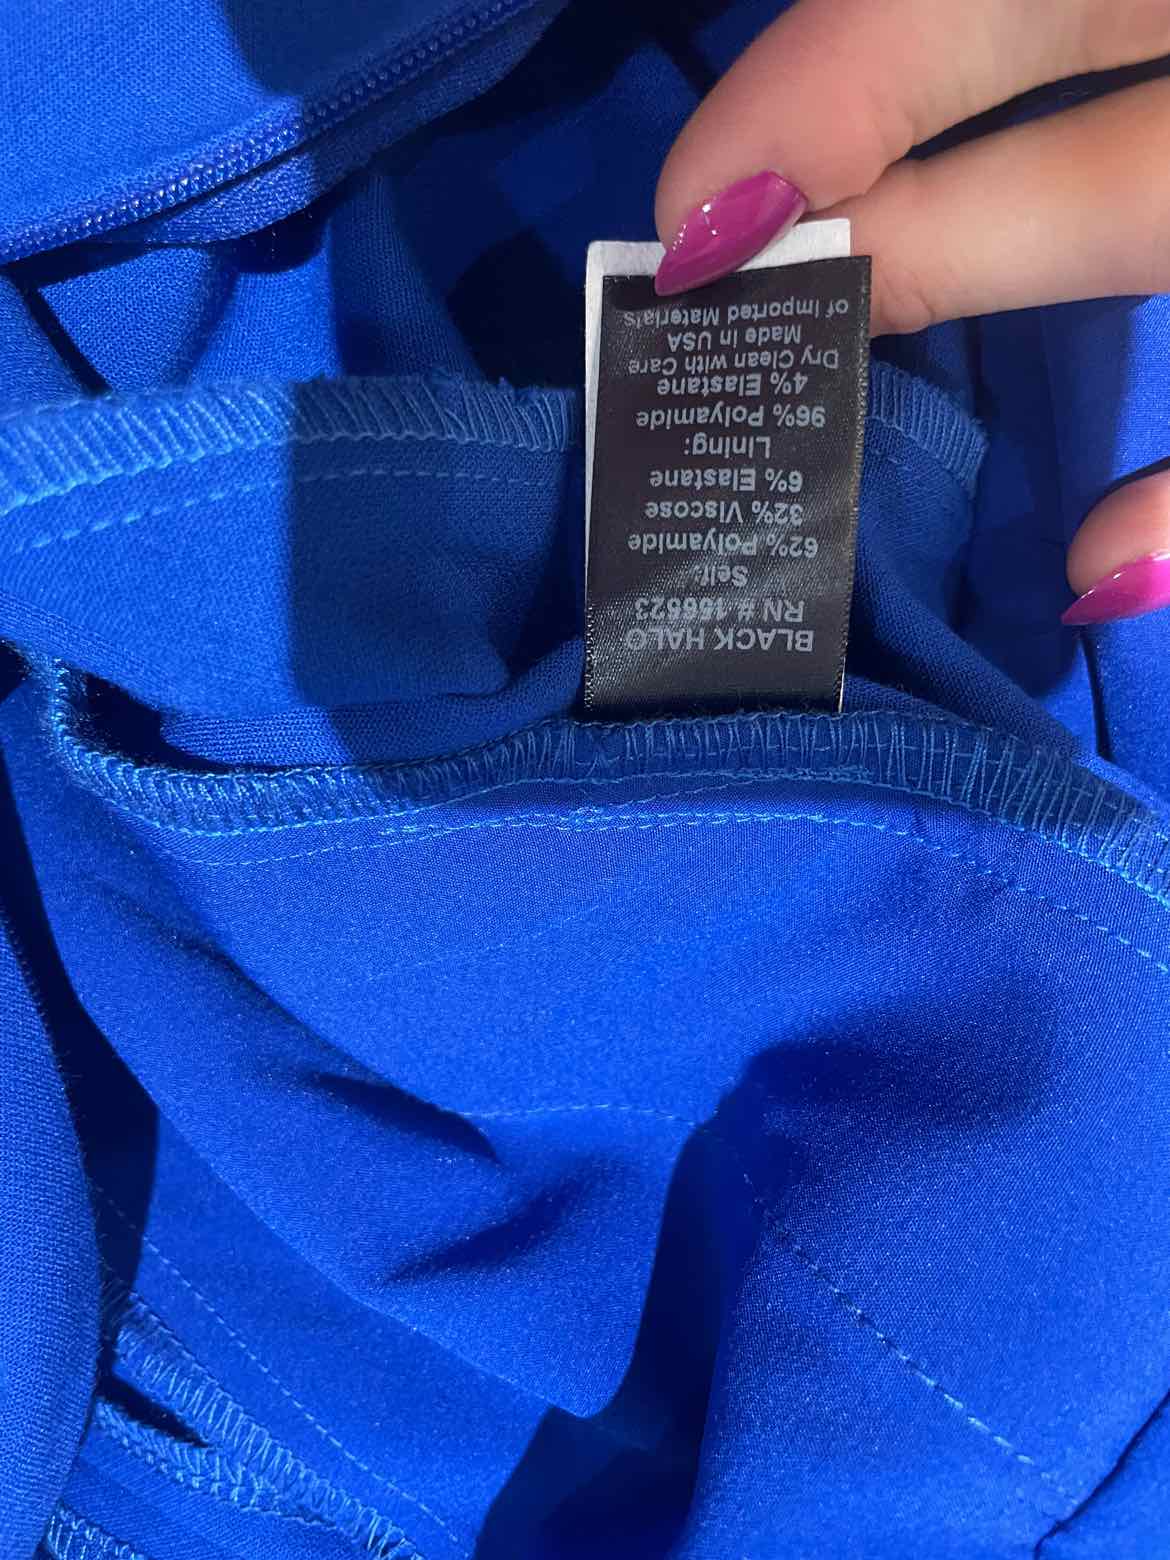 BLACK HALO
RN # 156523
Self:
62% Polyamide
32% Viscose
6% Elastane
Lining:
96% Polyamide
4% Elastane
Dry Clean with Care
Made in USA
of Imported Materials